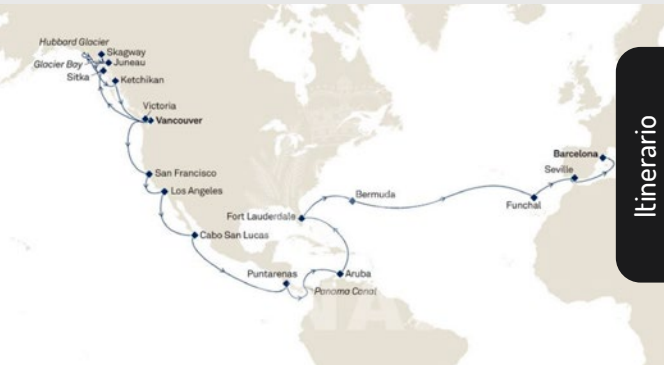 Hubbard Glacier
Skagway
Glacier Bay
Juneau
Sitka
Ketchikan
Victoria
Vancouver
San Francisco
Los Angeles
Cabo San Lucas
Fort Lauderdale
Bermuda
Barcelona
Seville
Funchal
Puntarenas
Aruba
Panama Canal
Itinerario